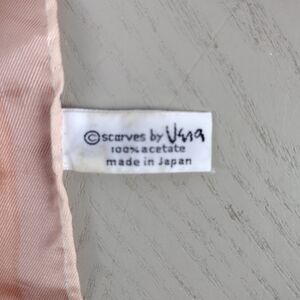 ©scarves by Vera
100% acetate
made in Japan